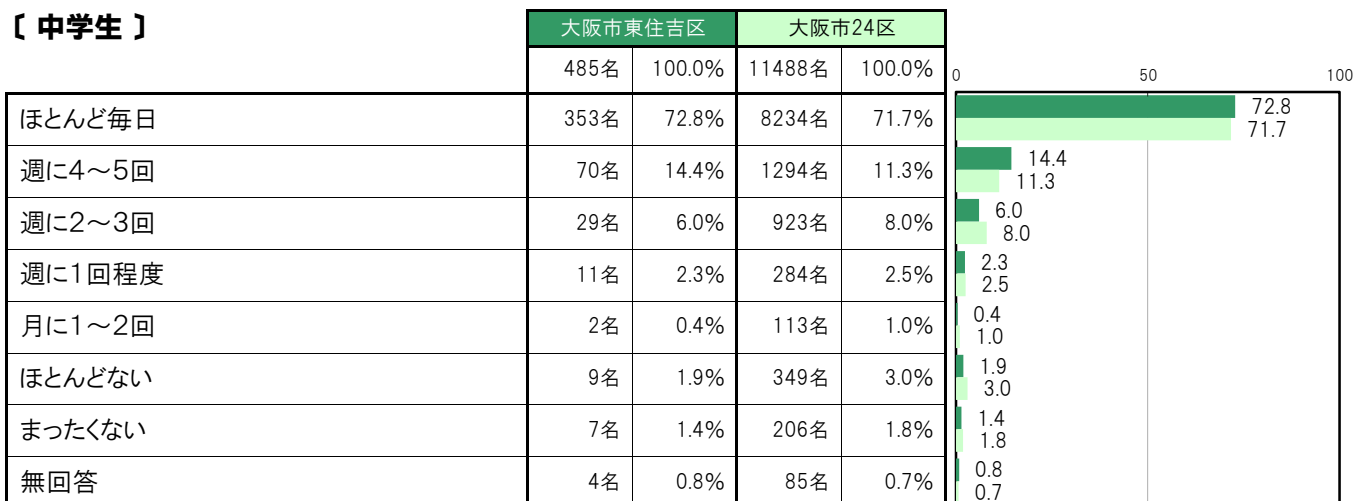 〔 中学生 〕
大阪市東住吉区 大阪市24区
485名 100.0% 11488名 100.0%
0 50 100
ほとんど毎日 353名 72.8% 8234名 71.7%
72.8
71.7
週に4～5回 70名 14.4% 1294名 11.3%
14.4
11.3
週に2～3回 29名 6.0% 923名 8.0%
6.0
8.0
週に1回程度 11名 2.3% 284名 2.5%
2.3
2.5
月に1～2回 2名 0.4% 113名 1.0%
0.4
1.0
ほとんどない 9名 1.9% 349名 3.0%
1.9
3.0
まったくない 7名 1.4% 206名 1.8%
1.4
1.8
無回答 4名 0.8% 85名 0.7%
0.8
0.7